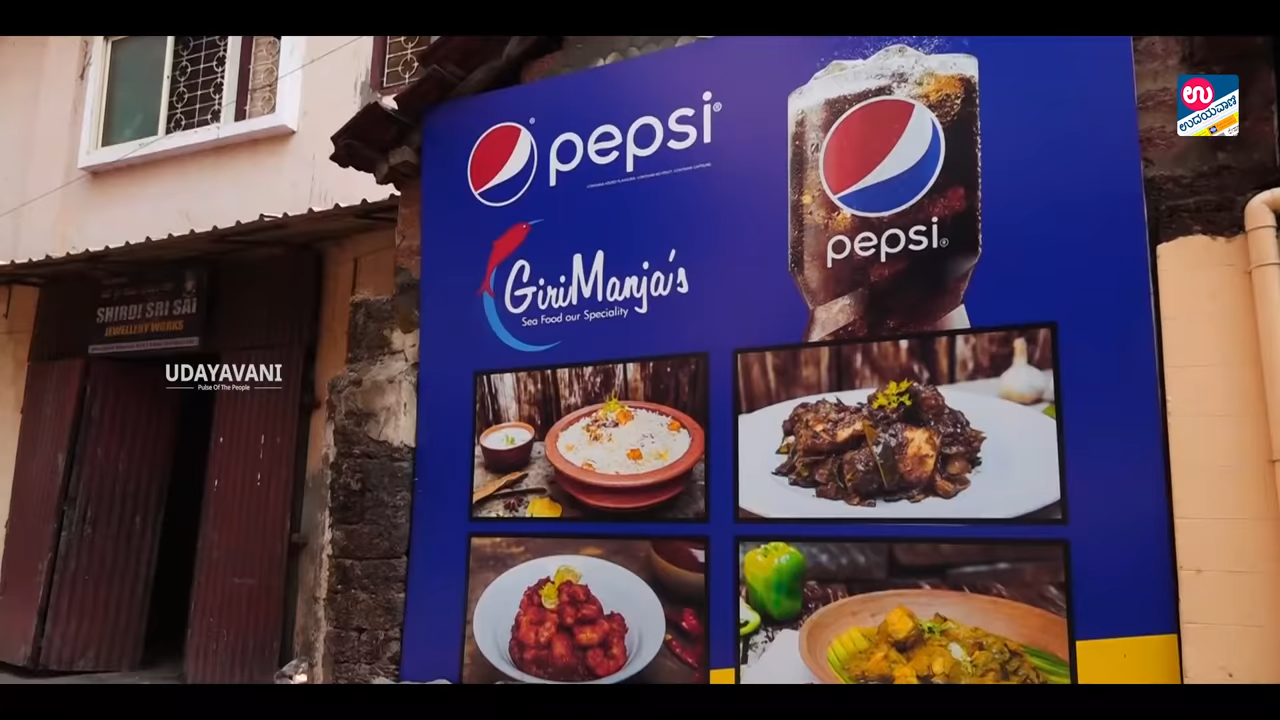 pepsi®
GiriManja's
Sea Food our Speciality
pepsi®
SHIRDI SRI SAI
JEWELLERY WORKS
UDAYAVANI
Pulse Of The People
ಉ
ಉದಯವಾಣಿ